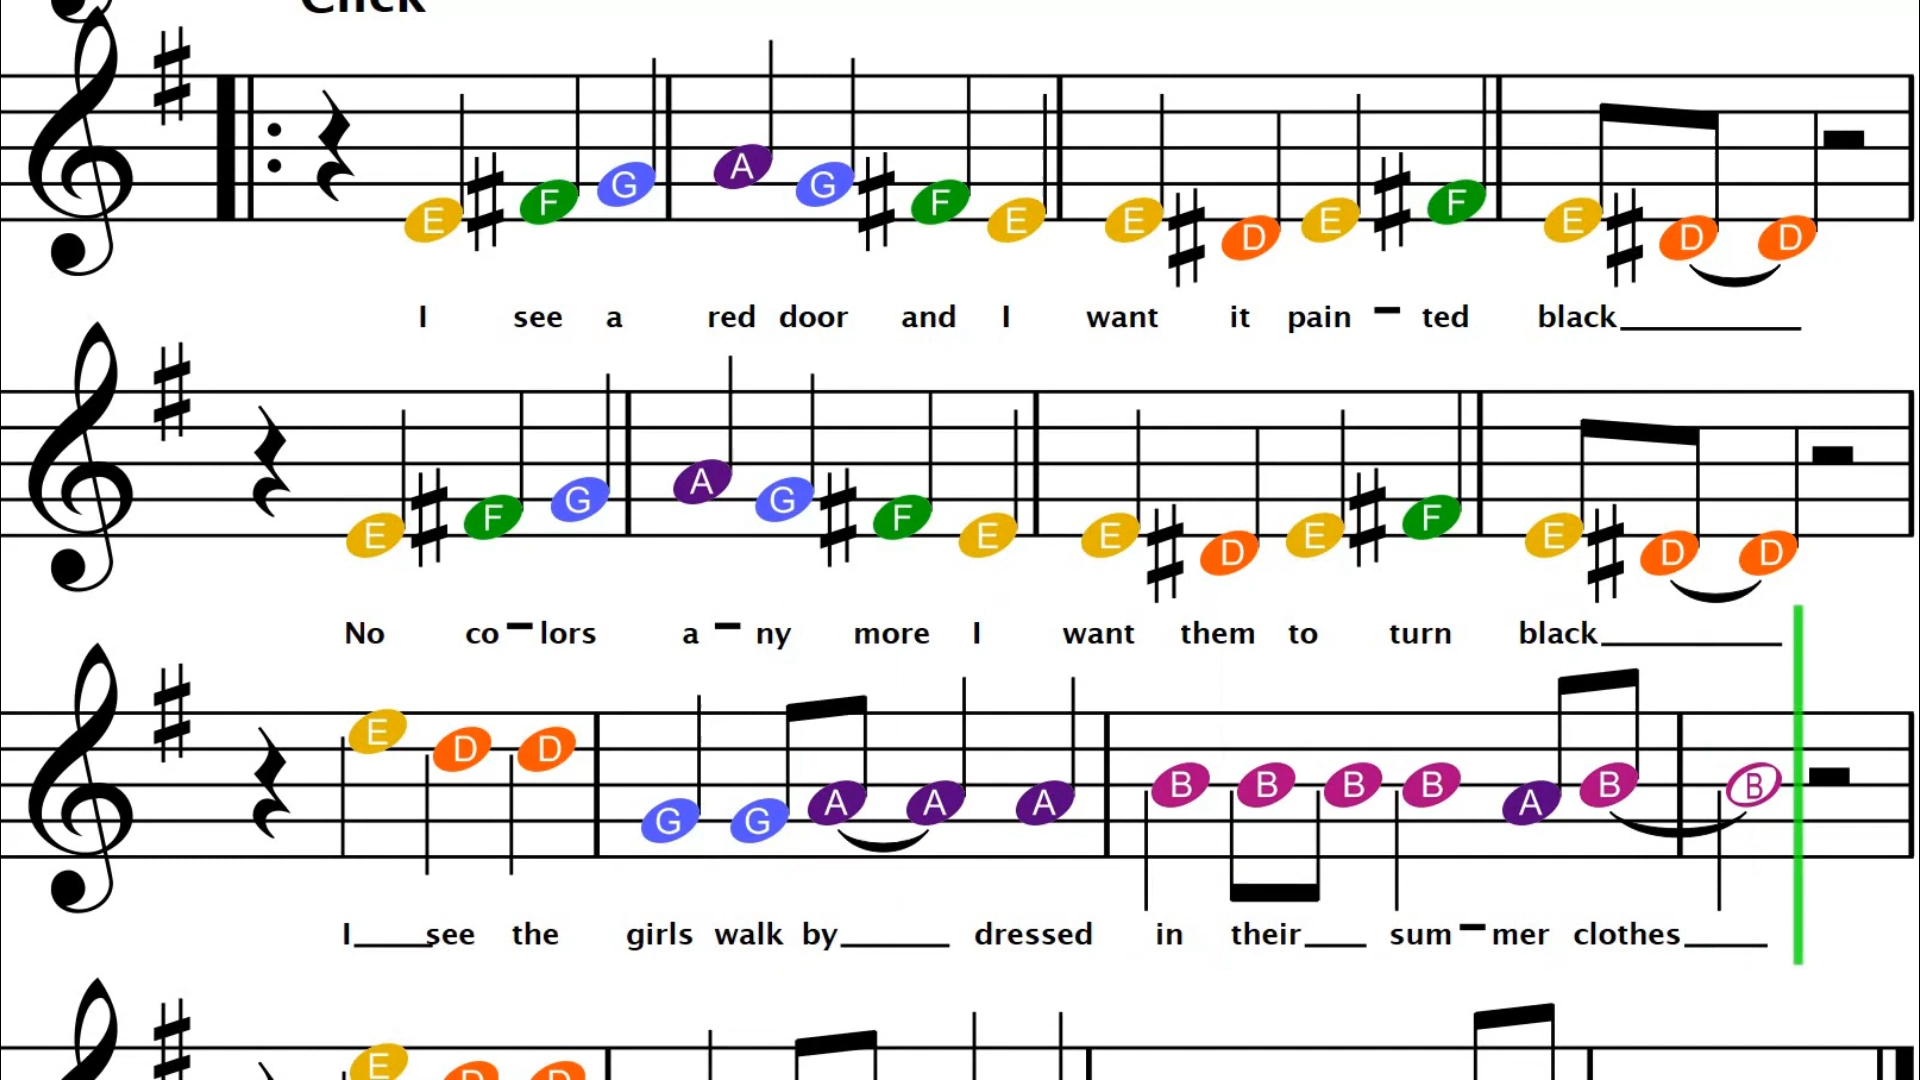 Click
E F G A G F E E D E F E D D
I see a red door and I want it pain - ted black
E F G A G F E E D E F E D D
No co - lors a - ny more I want them to turn black
E D D G G A A A B B B B A B B
I see the girls walk by dressed in their sum - mer clothes
E D D